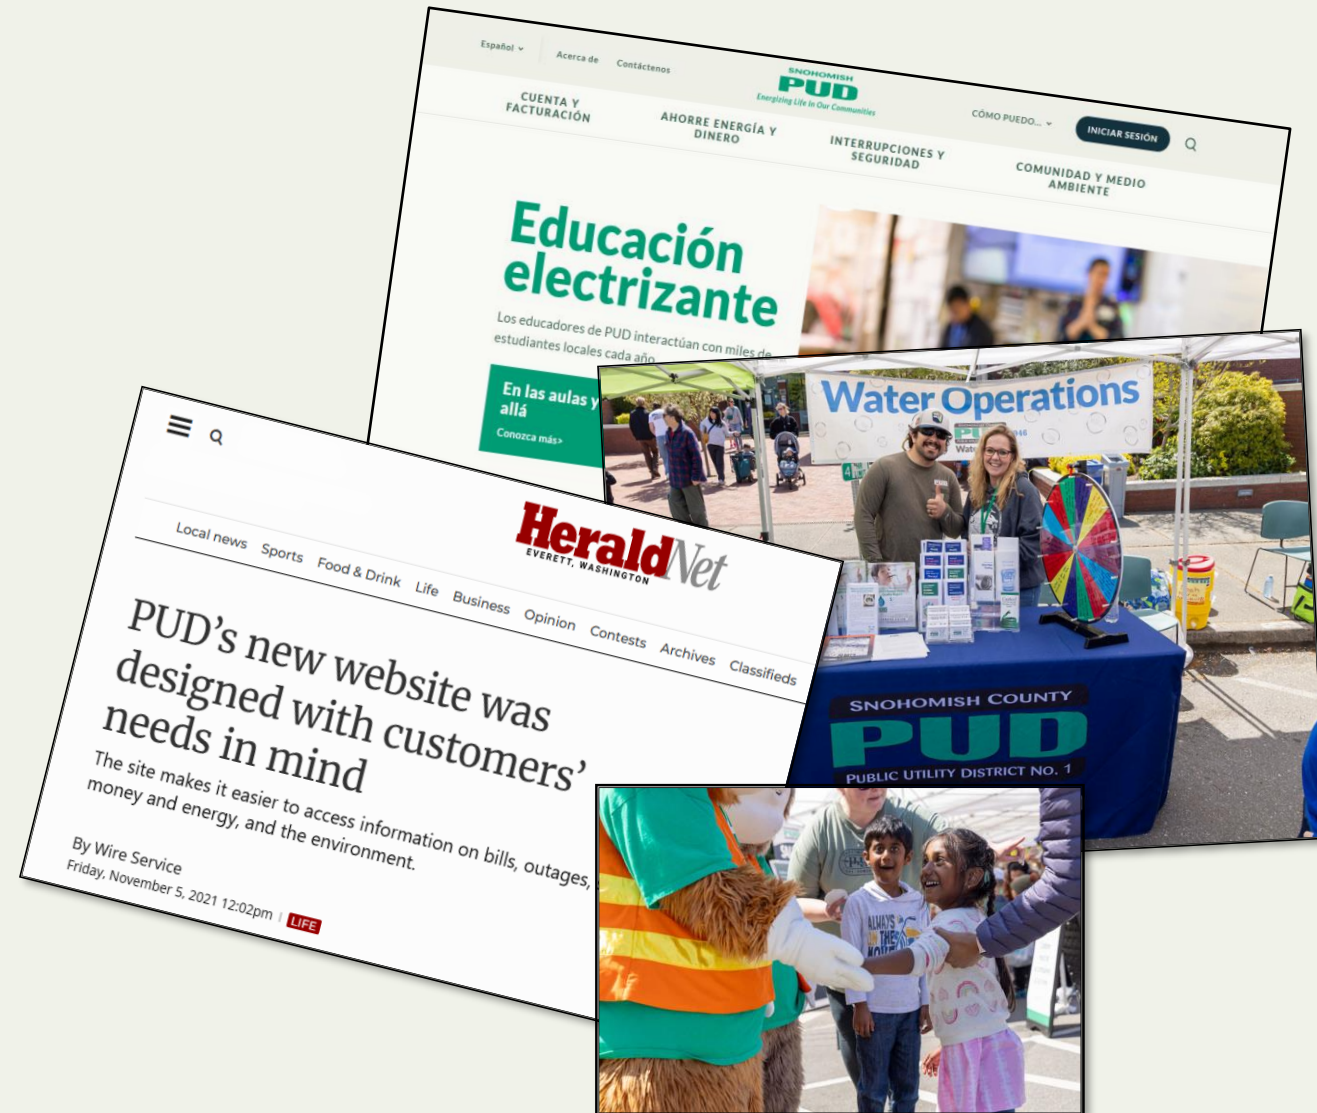 Español
Acerca de
Contáctenos
SNOHOMISH
PUD
Energizing Life in Our Communities
CÓMO PUEDO...
INICIAR SESIÓN
CUENTA Y
FACTURACIÓN
AHORRE ENERGÍA Y
DINERO
INTERRUPCIONES Y
SEGURIDAD
COMUNIDAD Y MEDIO
AMBIENTE
Educación
electrizante
Los educadores de PUD interactúan con miles de
estudiantes locales cada año
En las aulas y
allá
Conozca más>
Water Operations
SNOHOMISH COUNTY
PUD
PUBLIC UTILITY DISTRICT NO. 1
HeraldNet
EVERETT, WASHINGTON
Local news Sports Food & Drink Life Business Opinion Contests Archives Classifieds
PUD’s new website was
designed with customers’
needs in mind
The site makes it easier to access information on bills, outages,
money and energy, and the environment.
By Wire Service
Friday, November 5, 2021 12:02pm | LIFE
ALWAYS
ON THE
MOVE